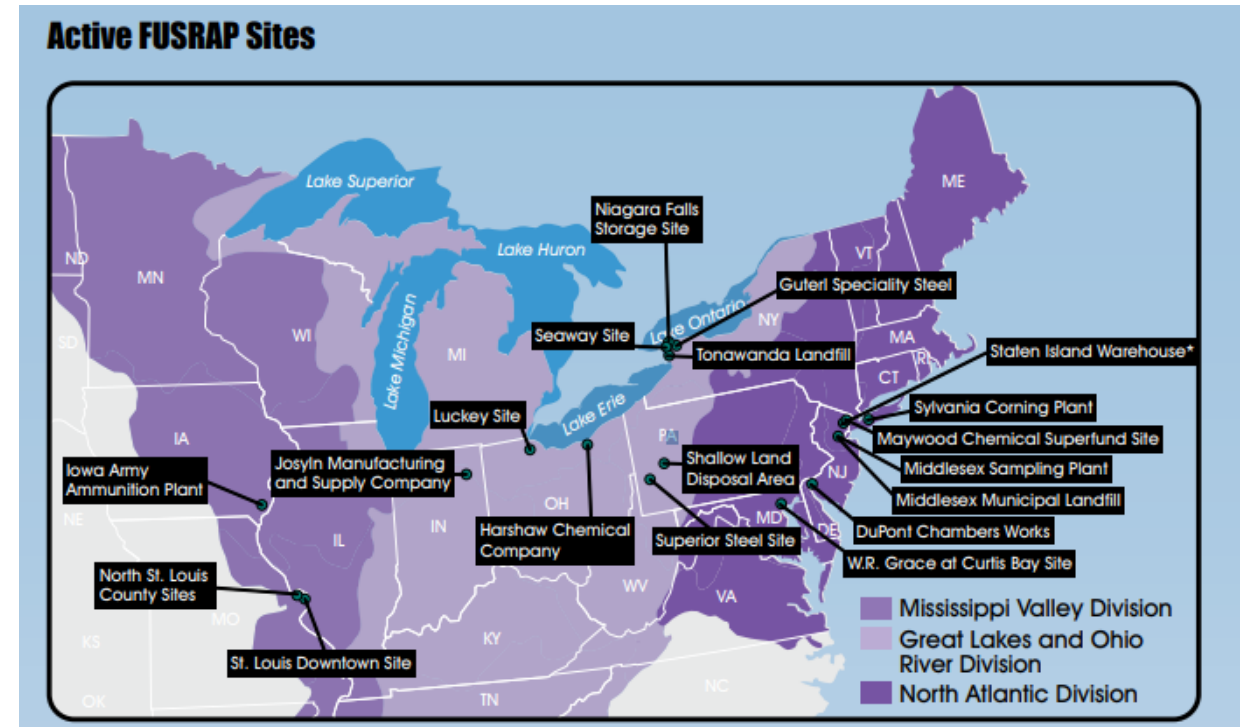 Active FUSRAP Sites
Lake Superior
ME
Niagara Falls
Storage Site
Lake Huron
VT
ND
MN
Guterl Speciality Steel
Lake Ontario
NY
WI
Lake Michigan
Seaway Site
MA
SD
MI
Tonawanda Landfill
Staten Island Warehouse*
RI
CT
Lake Erie
Luckey Site
Sylvania Corning Plant
IA
PA
Maywood Chemical Superfund Site
Iowa Army
Ammunition Plant
Josyln Manufacturing
and Supply Company
Shallow Land
Disposal Area
Middlesex Sampling Plant
NJ
Middlesex Municipal Landfill
NE
OH
IN
Harshaw Chemical
Company
MD
DE
DuPont Chambers Works
IL
Superior Steel Site
W.R. Grace at Curtis Bay Site
North St. Louis
County Sites
WV
VA
MO
KS
KY
St. Louis Downtown Site
Mississippi Valley Division
Great Lakes and Ohio
River Division
North Atlantic Division
NC
TN
OK